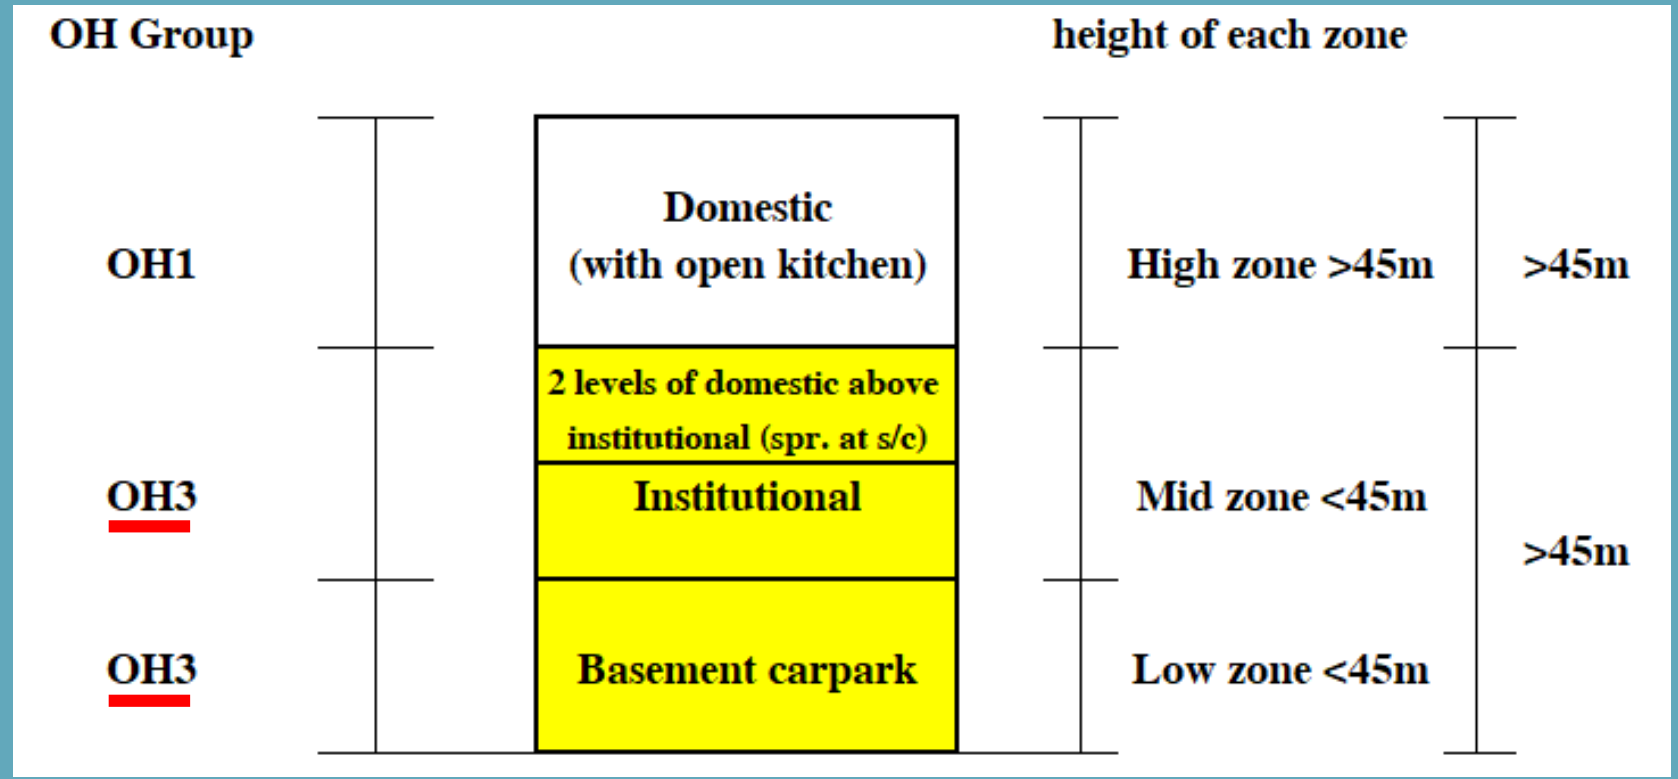 OH Group
height of each zone
Domestic
(with open kitchen)
OH1
High zone >45m
>45m
2 levels of domestic above
institutional (spr. at s/c)
OH3
Institutional
Mid zone <45m
>45m
OH3
Basement carpark
Low zone <45m